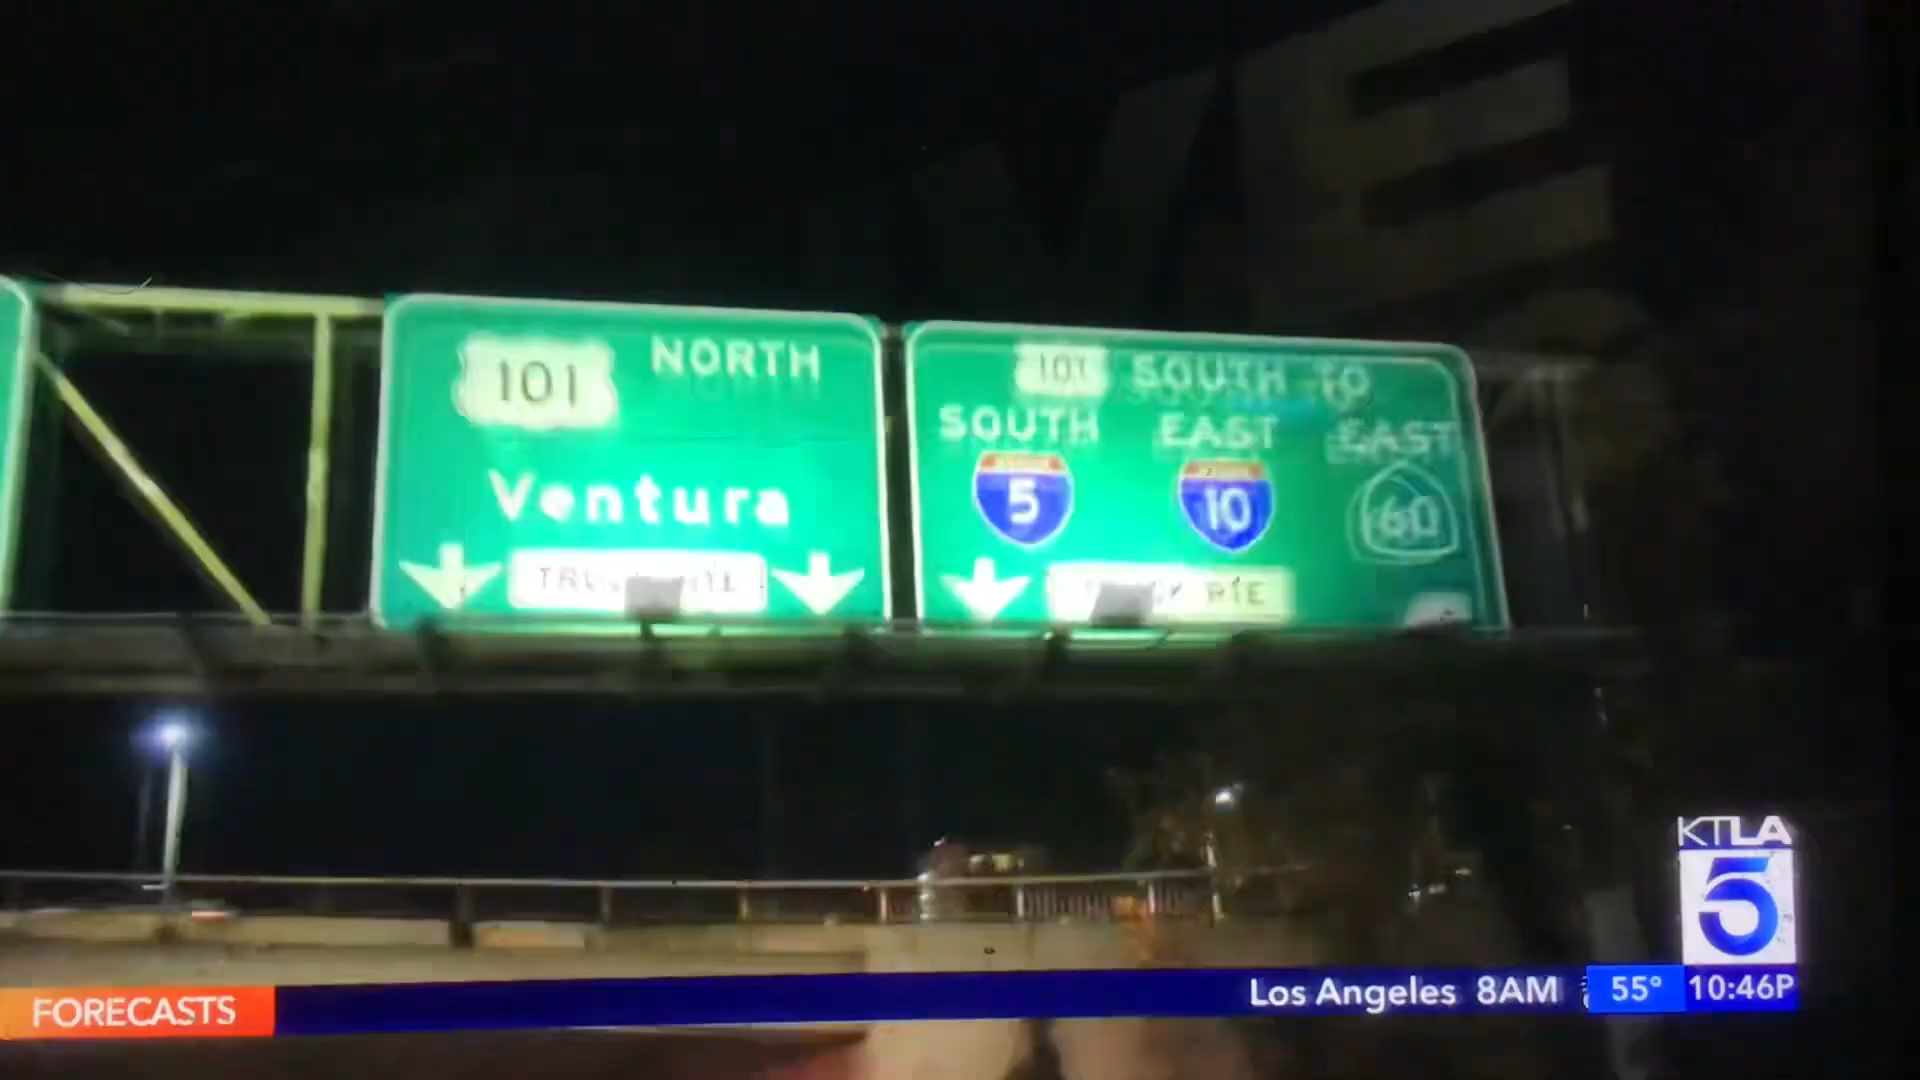 101 NORTH
Ventura
101 SOUTH TO
SOUTH EAST EAST
5 10 60
RTE
KTLA
5
FORECASTS
Los Angeles 8AM 55° 10:46P